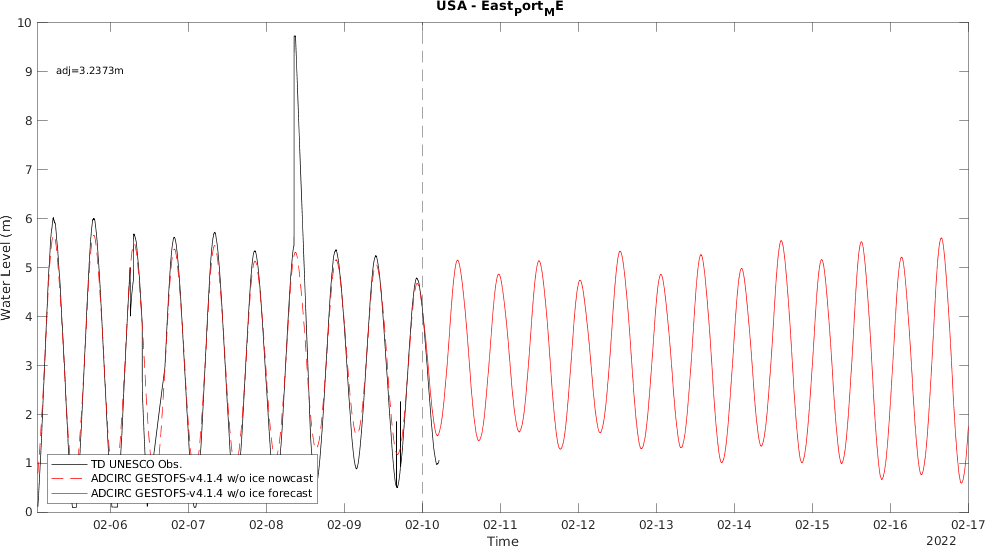 USA - EastPortME
10
9
8
7
6
5
4
3
2
1
0
Water Level (m)
adj=3.2373m
TD UNESCO Obs.
ADCIRC GESTOFS-v4.1.4 w/o ice nowcast
ADCIRC GESTOFS-v4.1.4 w/o ice forecast
02-06 02-07 02-08 02-09 02-10 02-11 02-12 02-13 02-14 02-15 02-16 02-17
Time
2022